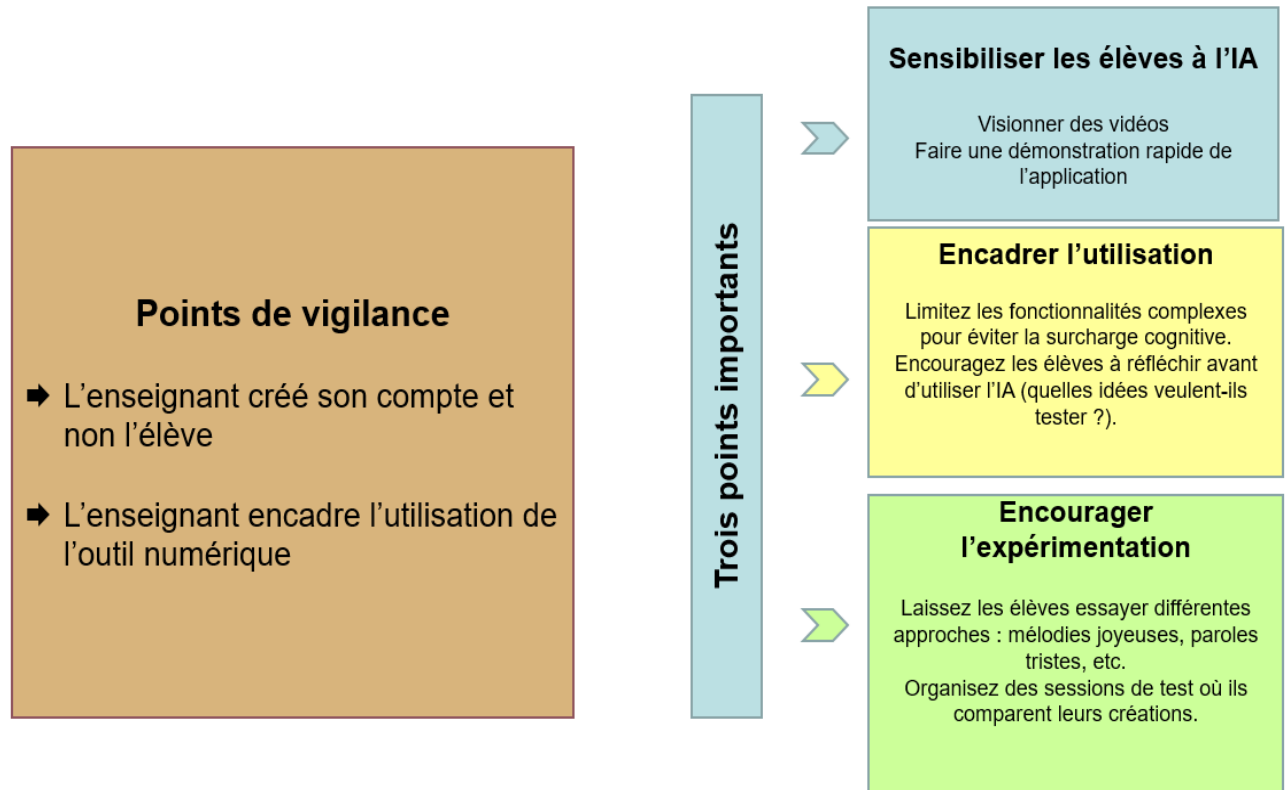 Points de vigilance
🡆 L’enseignant créé son compte et
non l’élève
🡆 L’enseignant encadre l’utilisation de
l’outil numérique
Trois points importants
Sensibiliser les élèves à l’IA
Visionner des vidéos
Faire une démonstration rapide de
l’application
Encadrer l’utilisation
Limitez les fonctionnalités complexes
pour éviter la surcharge cognitive.
Encouragez les élèves à réfléchir avant
d’utiliser l’IA (quelles idées veulent-ils
tester ?).
Encourager
l’expérimentation
Laissez les élèves essayer différentes
approches : mélodies joyeuses, paroles
tristes, etc.
Organisez des sessions de test où ils
comparent leurs créations.